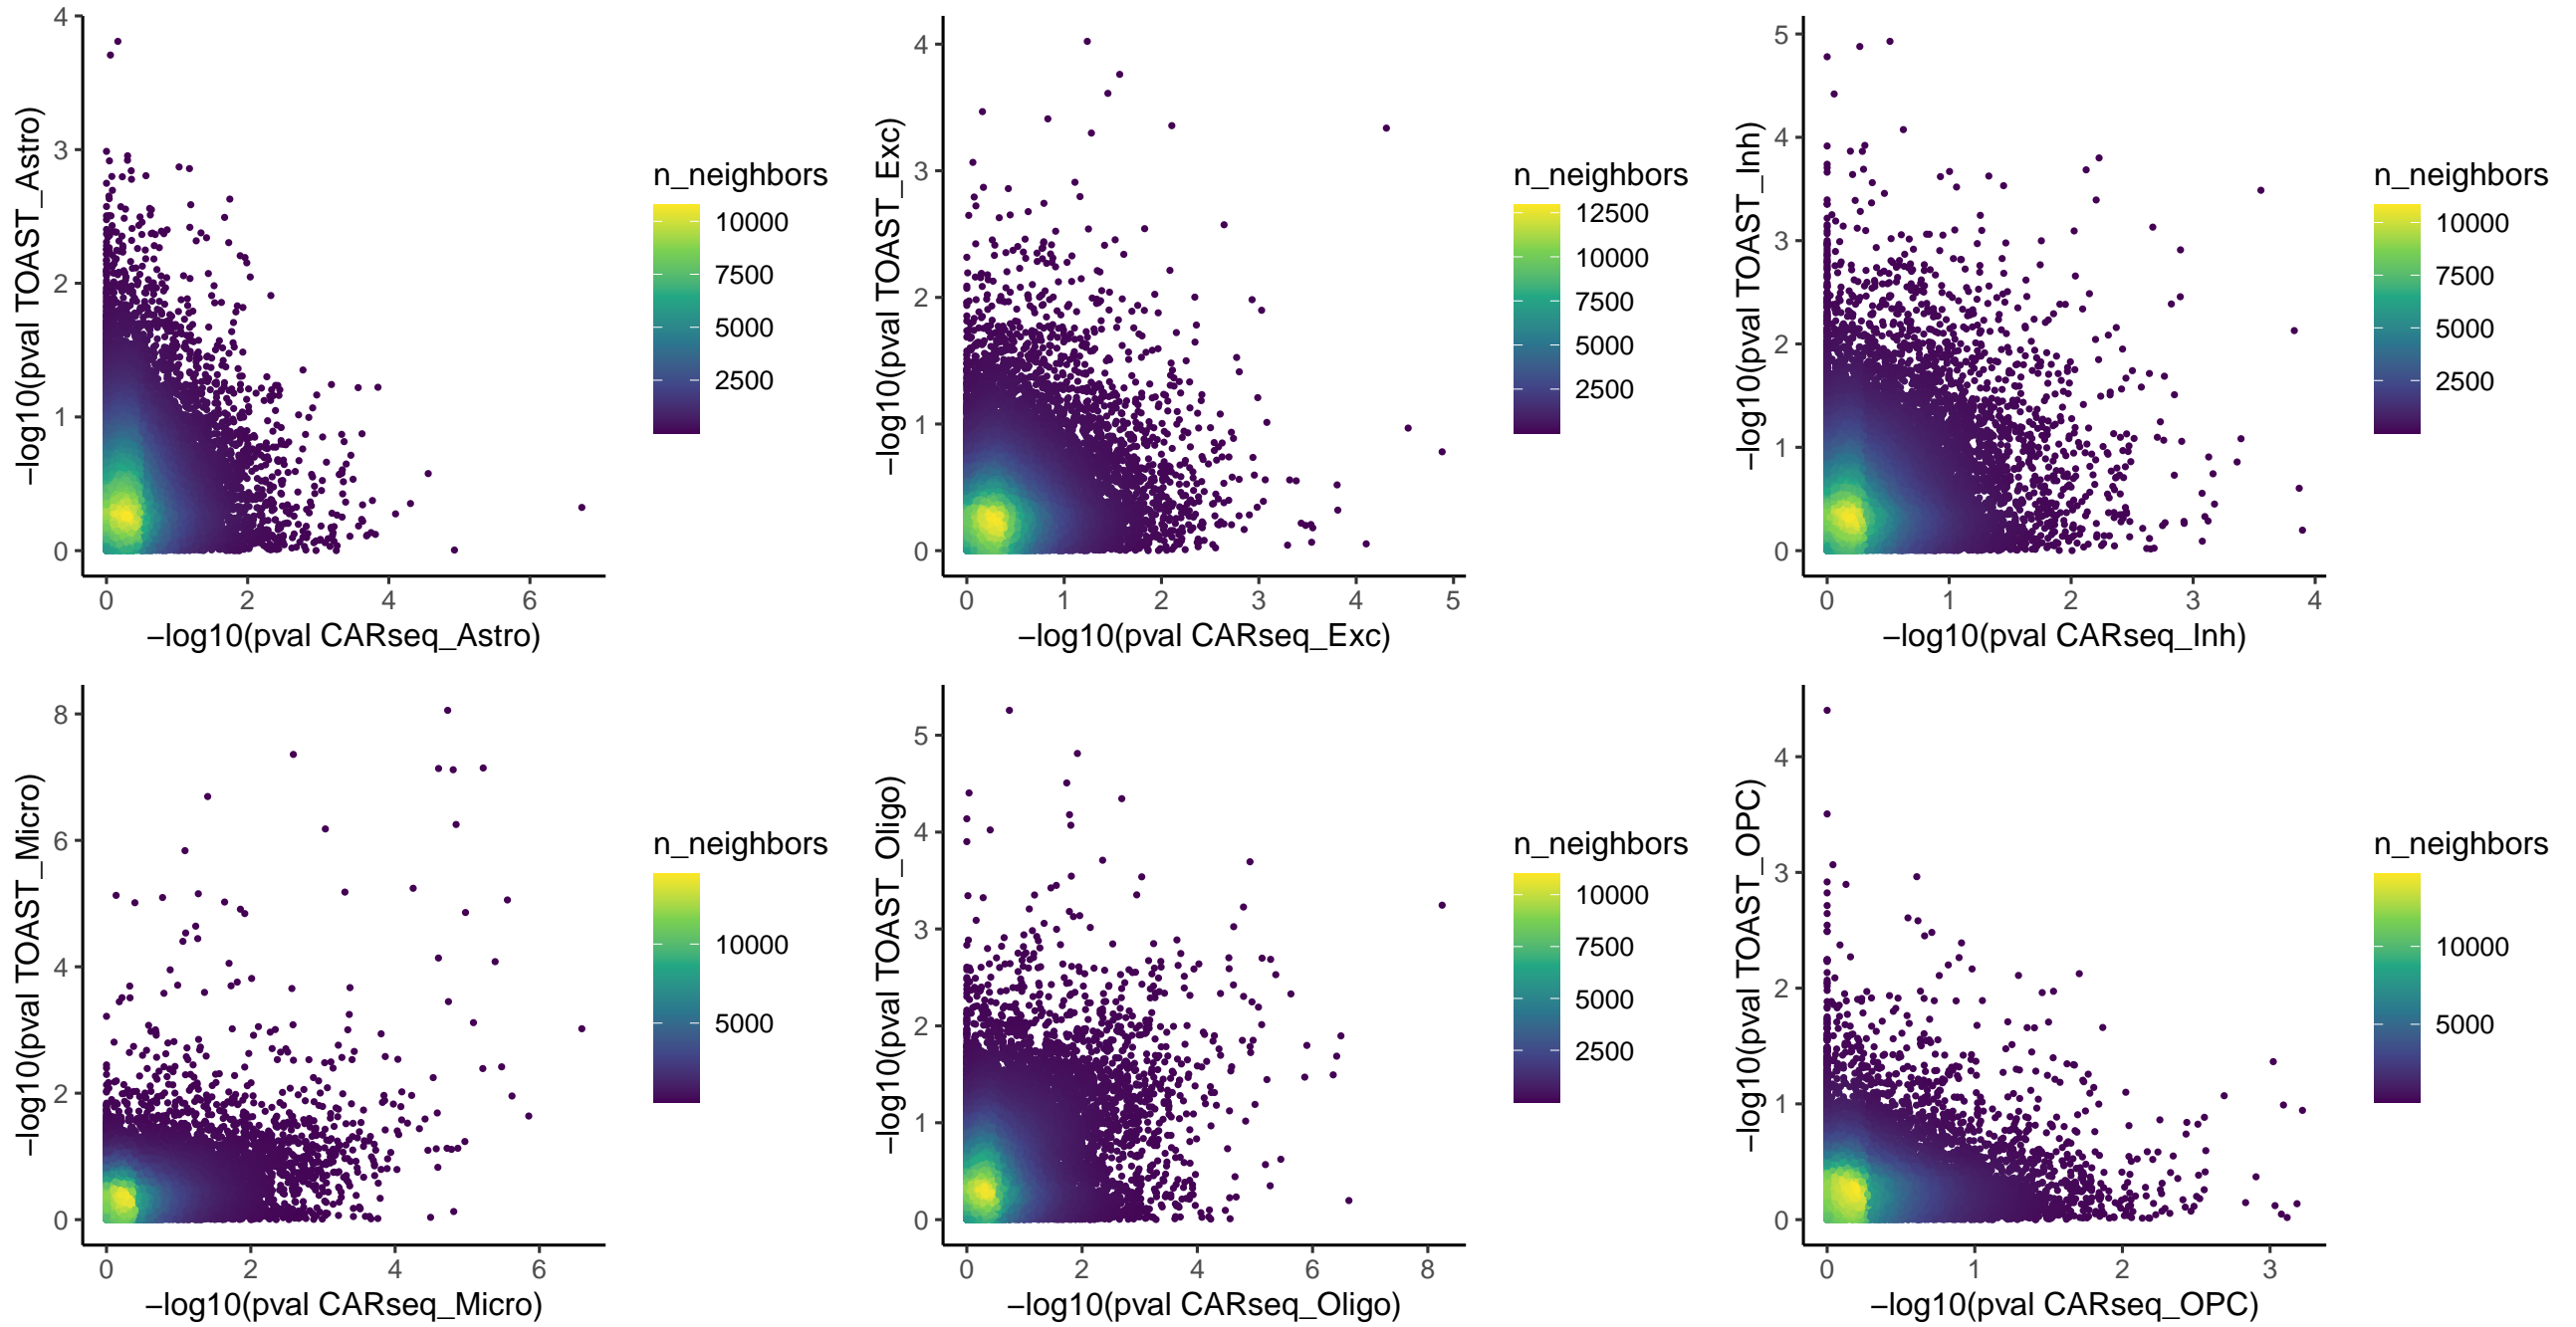 4
3
2
1
0
−log10(pval TOAST_Astro)
0 2 4 6
−log10(pval CARseq_Astro)
n_neighbors
10000
7500
5000
2500
4
3
2
1
0
−log10(pval TOAST_Exc)
0 1 2 3 4 5
−log10(pval CARseq_Exc)
n_neighbors
12500
10000
7500
5000
2500
5
4
3
2
1
0
−log10(pval TOAST_Inh)
0 1 2 3 4
−log10(pval CARseq_Inh)
n_neighbors
10000
7500
5000
2500
8
6
4
2
0
−log10(pval TOAST_Micro)
0 2 4 6
−log10(pval CARseq_Micro)
n_neighbors
10000
5000
5
4
3
2
1
0
−log10(pval TOAST_Oligo)
0 2 4 6 8
−log10(pval CARseq_Oligo)
n_neighbors
10000
7500
5000
2500
4
3
2
1
0
−log10(pval TOAST_OPC)
0 1 2 3
−log10(pval CARseq_OPC)
n_neighbors
10000
5000